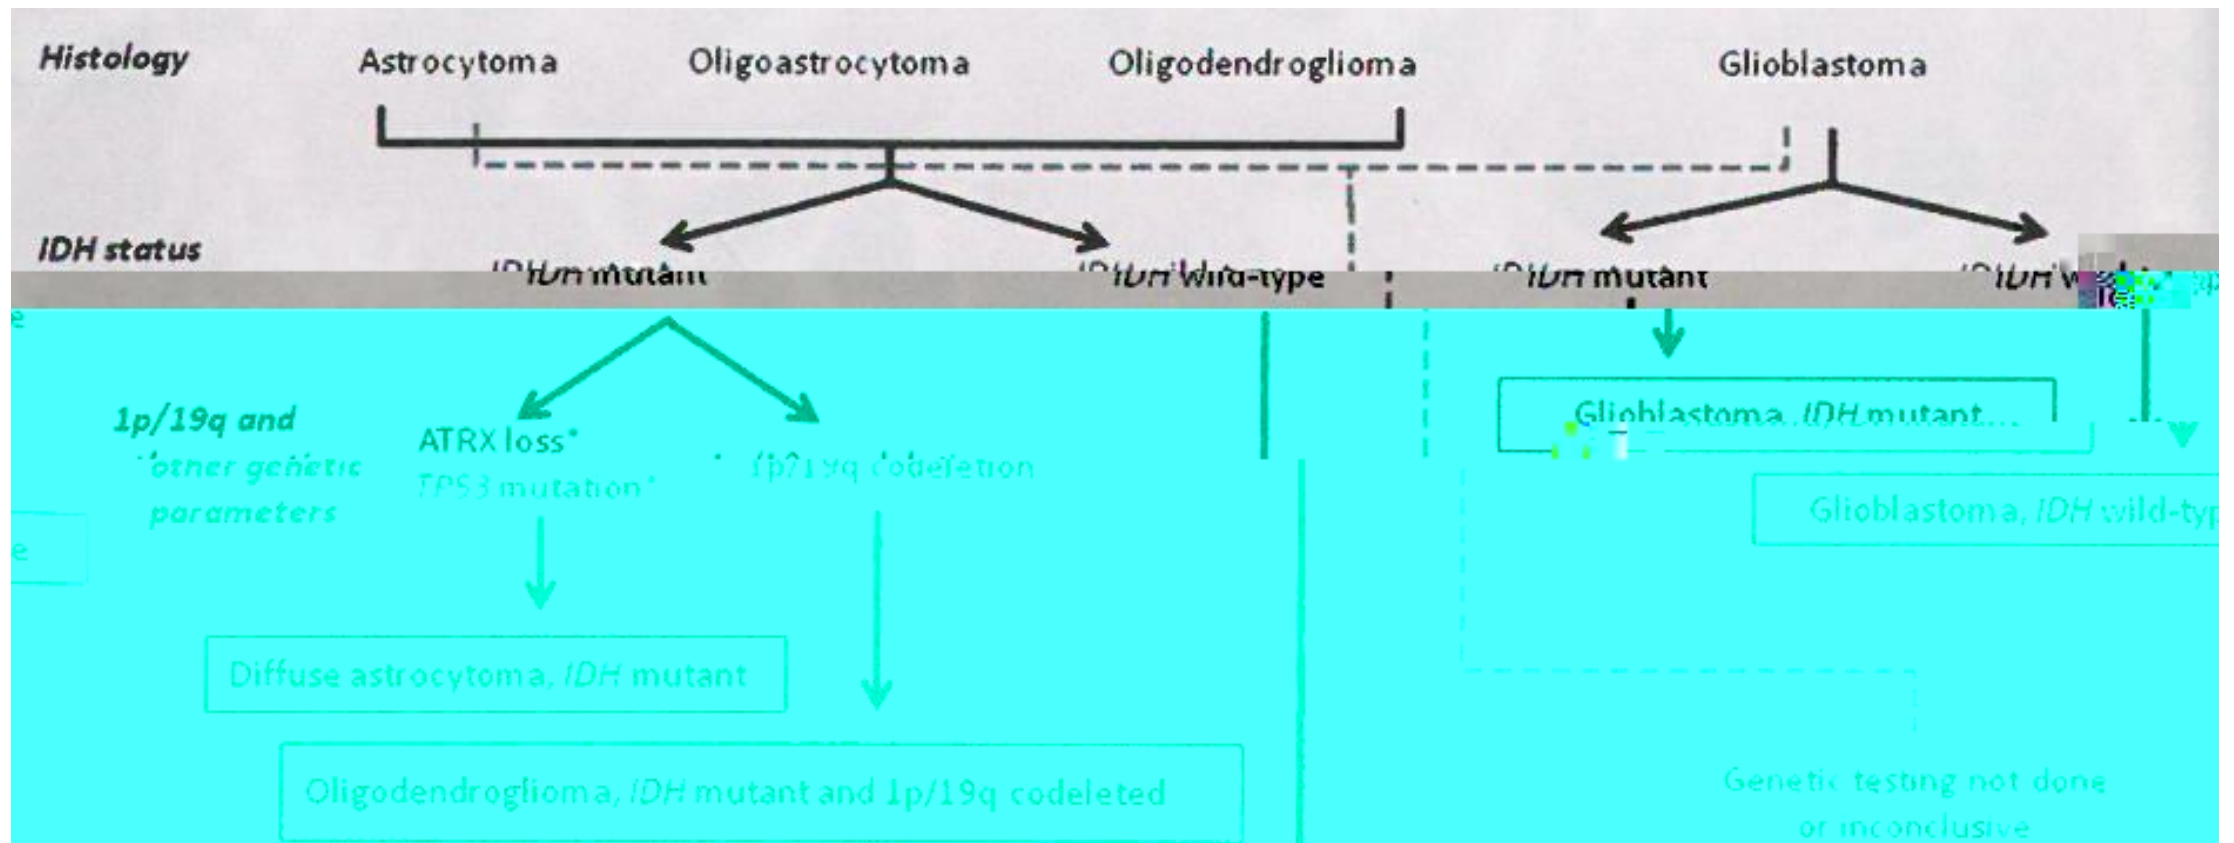 Histology
Astrocytoma
Oligoastrocytoma
Oligodendroglioma
Glioblastoma
IDH status
IDH mutant
IDH wild-type
IDH mutant
IDH
1p/19q and
other genetic
parameters
ATRX loss*
TP53 mutation*
1p/19q codeletion
Glioblastoma, IDH mutant
Glioblastoma, IDH wild-typ
e
Diffuse astrocytoma, IDH mutant
Oligodendroglioma, IDH mutant and 1p/19q codeleted
Genetic testing not done
or inconclusive